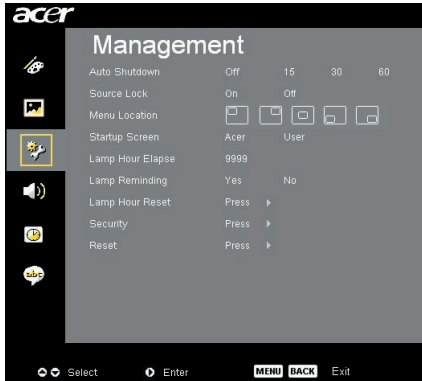 acer
Management
Auto Shutdown Off 15 30 60
Source Lock On Off
Menu Location
Startup Screen Acer User
Lamp Hour Elapse 9999
Lamp Reminding Yes No
Lamp Hour Reset Press
Security Press
Reset Press
abc
Select Enter MENU BACK Exit